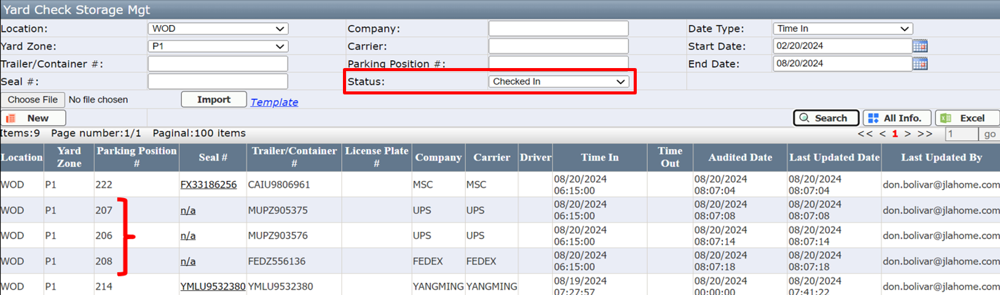 Yard Check Storage Mgt
Location: WOD Company: Date Type: Time In
Yard Zone: P1 Carrier: Start Date: 02/20/2024
Trailer/Container #: Parking Position #: End Date: 08/20/2024
Seal #: Status: Checked In
Choose File No file chosen Import Template
New Search All Info. Excel
Items:9 Page number:1/1 Paginal:100 items << < 1 > >> 1 go
Location Yard Zone Parking Position # Seal # Trailer/Container # License Plate # Company Carrier Driver Time In Time Out Audited Date Last Updated Date Last Updated By
WOD P1 222 FX33186256 CAIU9806961 MSC MSC 08/20/2024 06:15:00 08/20/2024 08:07:04 08/20/2024 08:07:04 don.bolivar@jlahome.com
WOD P1 207 n/a MUPZ905375 UPS UPS 08/20/2024 06:15:00 08/20/2024 08:07:08 08/20/2024 08:07:08 don.bolivar@jlahome.com
WOD P1 206 n/a MUPZ903576 UPS UPS 08/20/2024 06:15:00 08/20/2024 08:07:14 08/20/2024 08:07:14 don.bolivar@jlahome.com
WOD P1 208 n/a FEDZ556136 FEDEX FEDEX 08/20/2024 06:15:00 08/20/2024 08:07:18 08/20/2024 08:07:18 don.bolivar@jlahome.com
WOD P1 214 YMLU9532380 YMLU9532380 YANGMING YANGMING 08/19/2024 07:27:57 08/20/2024 00:00:00 08/20/2024 07:41:22 don.bolivar@jlahome.com